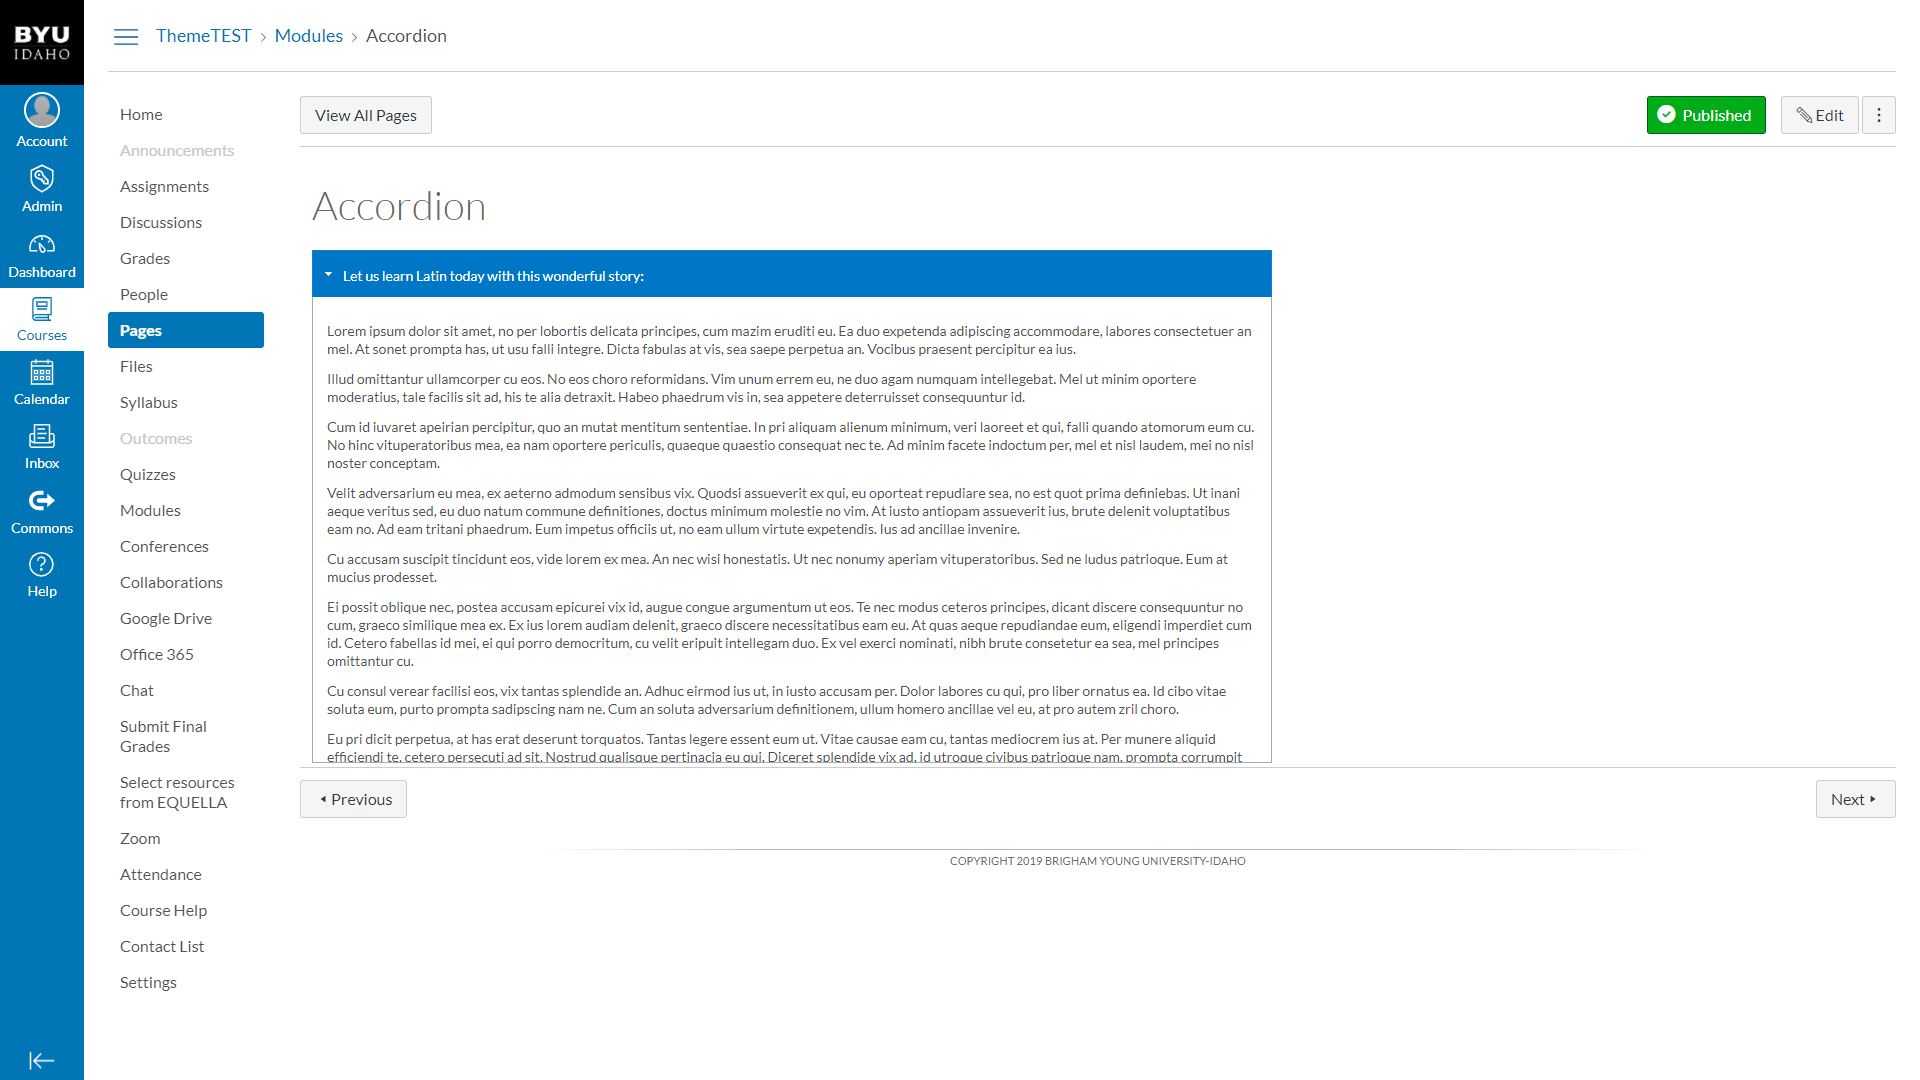 BYU
IDAHO
Account
Admin
Dashboard
Courses
Calendar
Inbox
Commons
Help
ThemeTEST › Modules › Accordion
Home
Announcements
Assignments
Discussions
Grades
People
Pages
Files
Syllabus
Outcomes
Quizzes
Modules
Conferences
Collaborations
Google Drive
Office 365
Chat
Submit Final
Grades
Select resources
from EQUELLA
Zoom
Attendance
Course Help
Contact List
Settings
View All Pages
Published
Edit
Accordion
Let us learn Latin today with this wonderful story:
Lorem ipsum dolor sit amet, no per lobortis delicata principes, cum mazim eruditi eu. Ea duo expetenda adipiscing accommodare, labores consectetuer an
mel. At sonet prompta has, ut usu falli integre. Dicta fabulas at vis, sea saepe perpetua an. Vocibus praesent percipitur ea ius.
Illud omittantur ullamcorper cu eos. No eos choro reformidans. Vim unum errem eu, ne duo agam numquam intellegebat. Mel ut minim oportere
moderatius, tale facilis sit ad, his te alia detraxit. Habeo phaedrum vis in, sea appetere deterruisset consequuntur id.
Cum id iuvaret apeirian percipitur, quo an mutat mentitum sententiae. In pri aliquam alienum minimum, veri laoreet et qui, falli quando atomorum eum cu.
No hinc vituperatoribus mea, ea nam oportere periculis, quaeque quaestio consequat nec te. Ad minim facete indoctum per, mel et nisl laudem, mei no nisl
noster conceptam.
Velit adversarium eu mea, ex aeterno admodum sensibus vix. Quodsi assueverit ex qui, eu oporteat repudiare sea, no est quot prima definiebas. Ut inani
aeque veritus sed, eu duo natum commune definitiones, doctus minimum molestie no vim. At iusto antiopam assueverit ius, brute delenit voluptatibus
eam no. Ad eam tritani phaedrum. Eum impetus officiis ut, no eam ullum virtute expetendis. Ius ad ancillae invenire.
Cu accusam suscipit tincidunt eos, vide lorem ex mea. An nec wisi honestatis. Ut nec nonumy aperiam vituperatoribus. Sed ne ludus patrioque. Eum at
mucius prodesset.
Ei possit oblique nec, postea accusam epicurei vix id, augue congue argumentum ut eos. Te nec modus ceteros principes, dicant discere consequuntur no
cum, graeco similique mea ex. Ex ius lorem audiam delenit, graeco discere necessitatibus eam eu. At quas aeque repudiandae eum, eligendi imperdiet cum
id. Cetero fabellas id mei, ei qui porro democritum, cu velit eripuit intellegam duo. Ex vel exerci nominati, nibh brute consetetur ea sea, mel principes
omittantur cu.
Cu consul verear facilisi eos, vix tantas splendide an. Adhuc eirmod ius ut, in iusto accusam per. Dolor labores cu qui, pro liber ornatus ea. Id cibo vitae
soluta eum, purto prompta sadipscing nam ne. Cum an soluta adversarium definitionem, ullum homero ancillae vel eu, at pro autem zril choro.
Eu pri dicit perpetua, at has erat deserunt torquatos. Tantas legere essent eum ut. Vitae causae eam cu, tantas mediocrem ius at. Per munere aliquid
efficiendi te, cetero persecuti ad sit. Nostrud qualisque pertinacia eu qui. Diceret splendide vix ad, id utroque civibus patrioque nam, prompta corrumpit
Previous
Next
COPYRIGHT 2019 BRIGHAM YOUNG UNIVERSITY-IDAHO